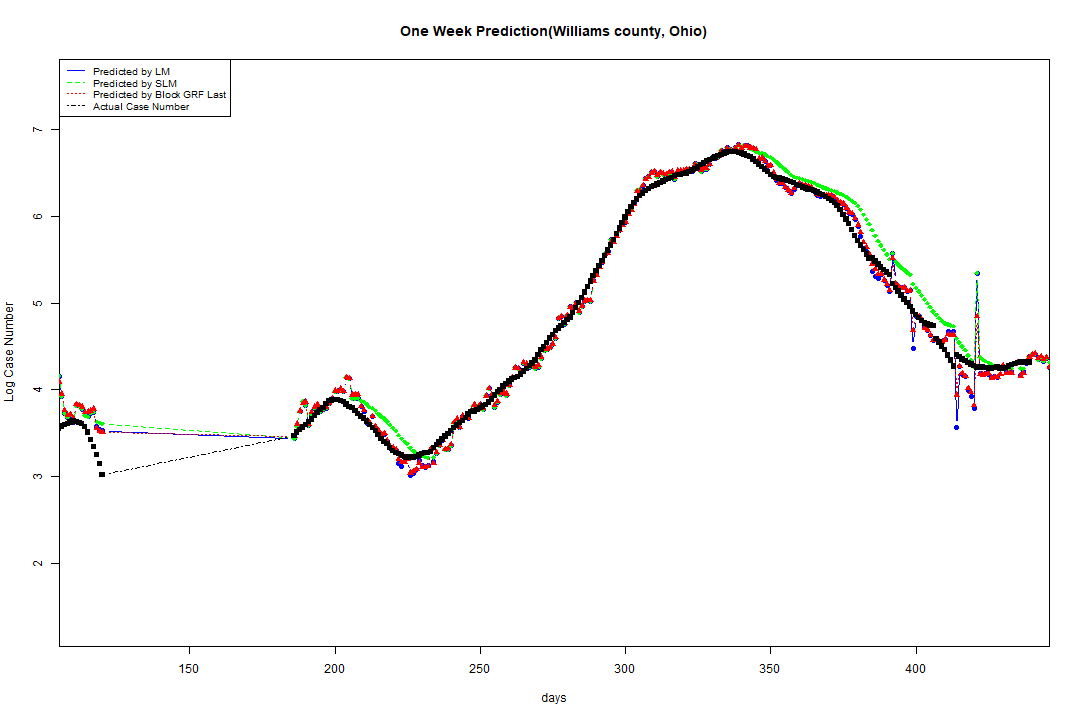 One Week Prediction(Williams county, Ohio)
Predicted by LM
Predicted by SLM
Predicted by Block GRF Last
Actual Case Number
7
6
5
4
3
2
Log Case Number
150 200 250 300 350 400
days